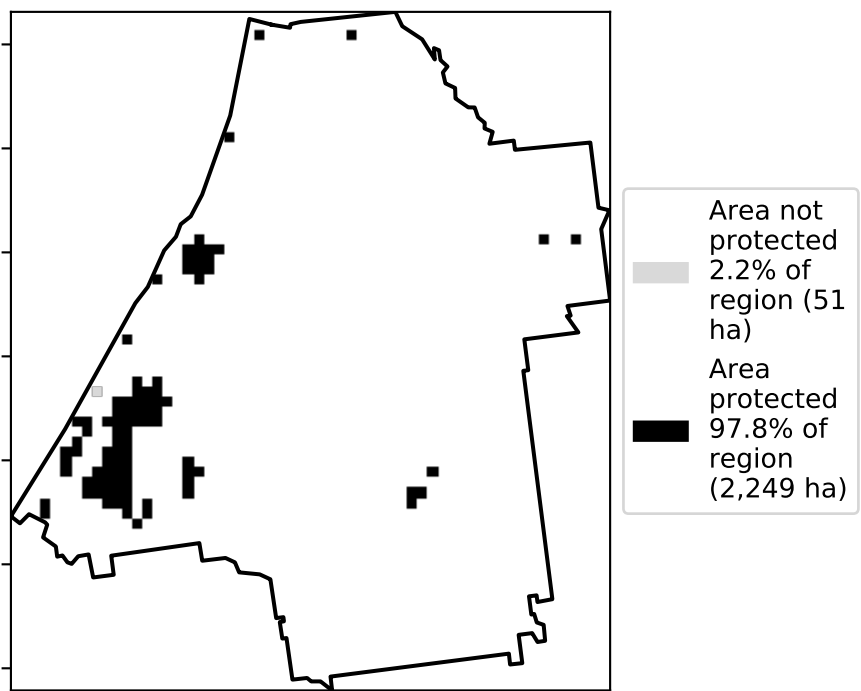 Area not
protected
2.2% of
region (51
ha)
Area
protected
97.8% of
region
(2,249 ha)